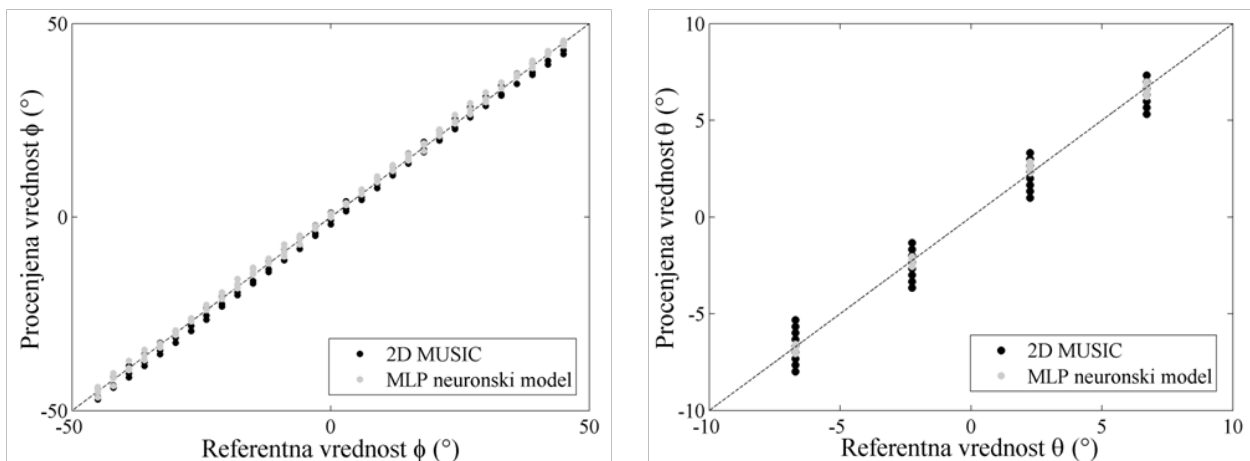 Procenjena vrednost ϕ (°)
50
0
-50
-50
0
50
2D MUSIC
MLP neuronski model
Referentna vrednost ϕ (°)
Procenjena vrednost θ (°)
10
5
0
-5
-10
-10
-5
0
5
10
2D MUSIC
MLP neuronski model
Referentna vrednost θ (°)